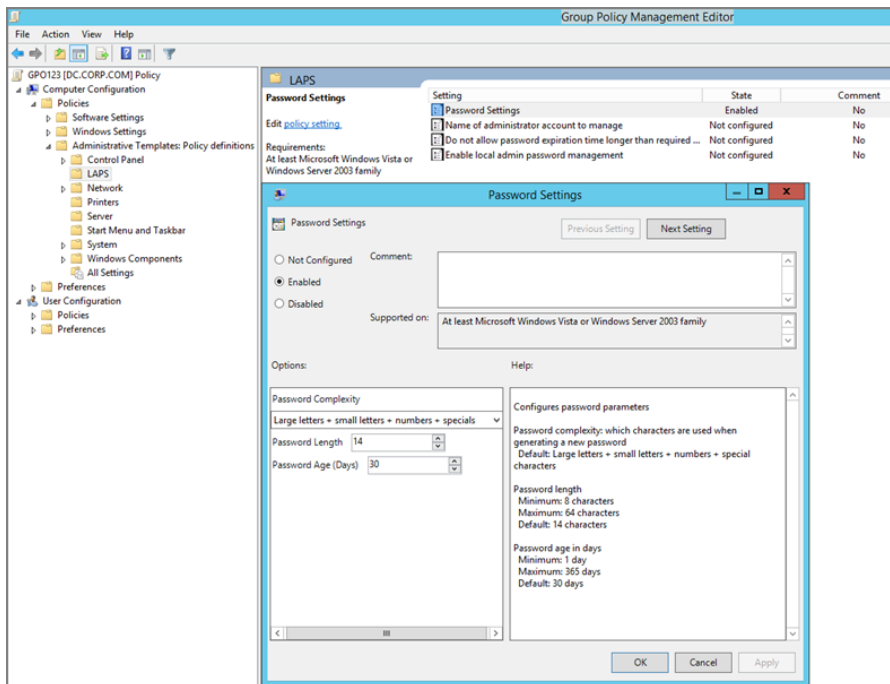 Group Policy Management Editor
File Action View Help
GPO123 [DC.CORP.COM] Policy
Computer Configuration
Policies
Software Settings
Windows Settings
Administrative Templates: Policy definitions
Control Panel
LAPS
Network
Printers
Server
Start Menu and Taskbar
System
Windows Components
All Settings
Preferences
User Configuration
Policies
Preferences
LAPS
Password Settings
Edit policy setting
Requirements:
At least Microsoft Windows Vista or
Windows Server 2003 family
Setting State Comment
Password Settings Enabled No
Name of administrator account to manage Not configured No
Do not allow password expiration time longer than required ... Not configured No
Enable local admin password management Not configured No
Password Settings
Password Settings
Previous Setting Next Setting
Not Configured
Enabled
Disabled
Comment:
Supported on:
At least Microsoft Windows Vista or Windows Server 2003 family
Options:
Help:
Password Complexity
Large letters + small letters + numbers + specials
Password Length 14
Password Age (Days) 30
Configures password parameters
Password complexity: which characters are used when
generating a new password
Default: Large letters + small letters + numbers + special
characters
Password length
Minimum: 8 characters
Maximum: 64 characters
Default: 14 characters
Password age in days
Minimum: 1 day
Maximum: 365 days
Default: 30 days
OK Cancel Apply